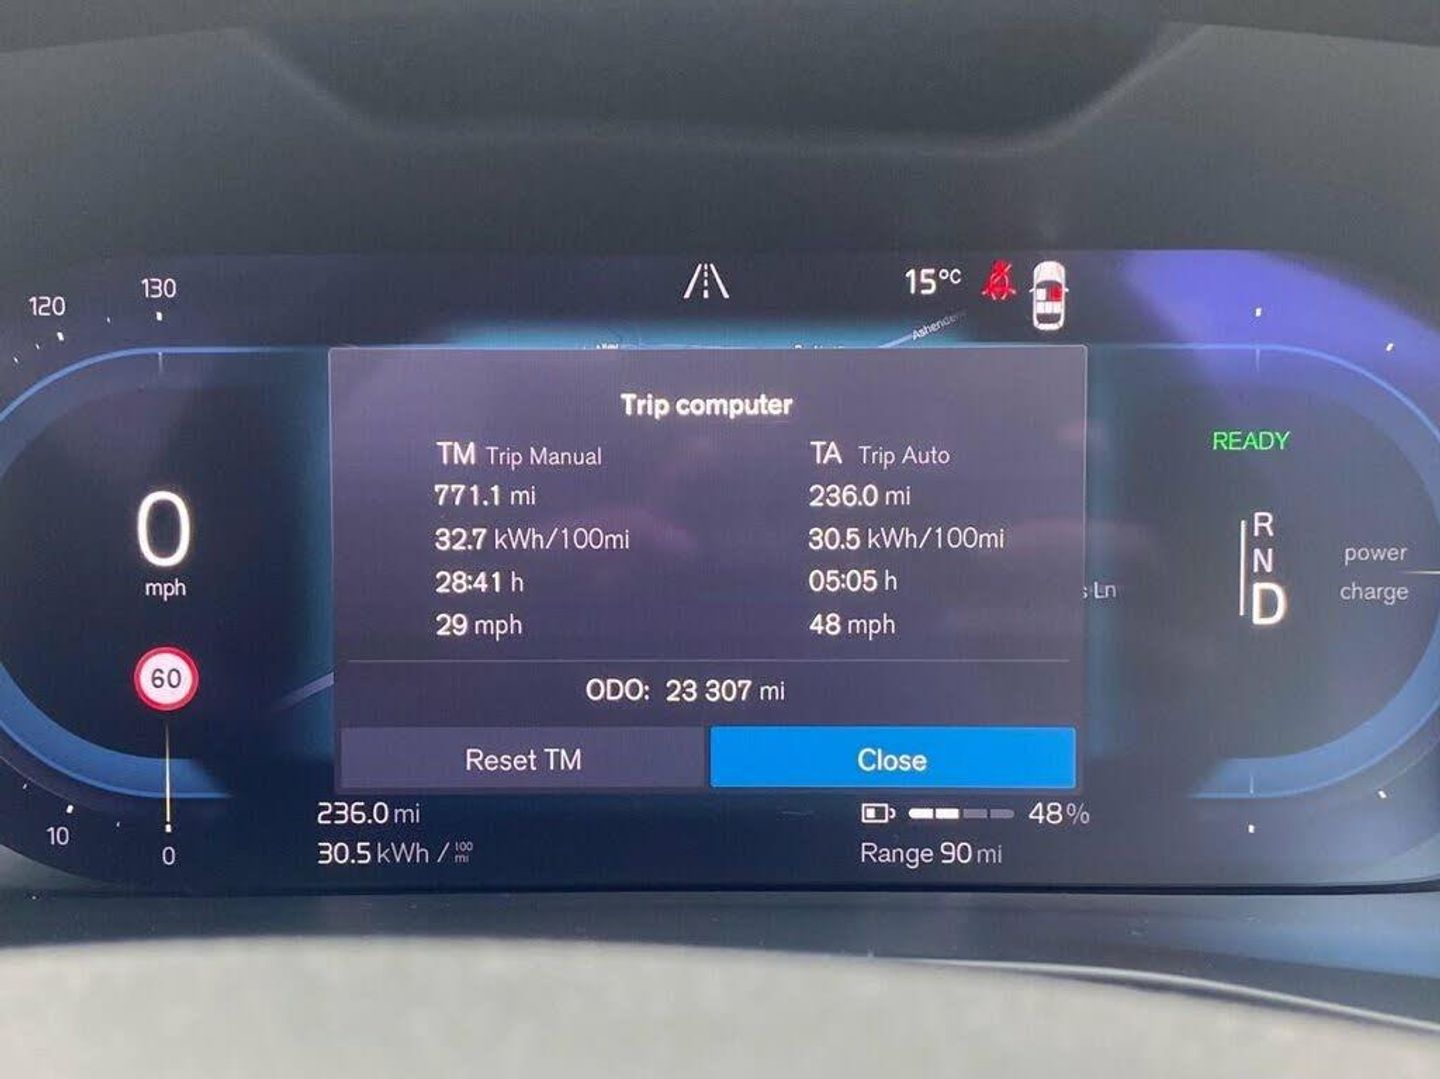 120
130
15°C
Ashenden
Trip computer
TM Trip Manual
TA Trip Auto
771.1 mi
236.0 mi
32.7 kWh/100mi
30.5 kWh/100mi
28:41 h
05:05 h
29 mph
48 mph
ODO: 23 307 mi
Reset TM
Close
0
mph
60
10
0
s Ln
READY
R
N
D
power
charge
236.0 mi
30.5 kWh / 100 mi
48%
Range 90 mi